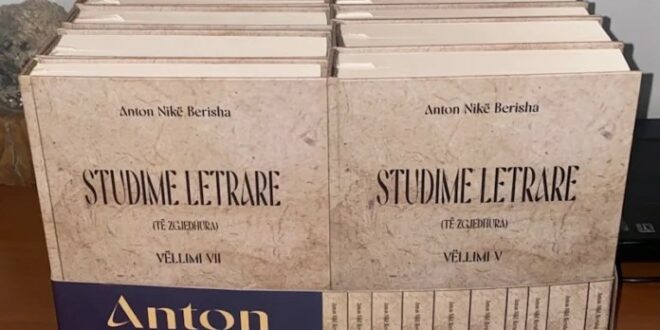 Anton Nikë Berisha
STUDIME LETRARE
(TË ZGJEDHURA)
VËLLIMI VII
Anton Nikë Berisha
STUDIME LETRARE
(TË ZGJEDHURA)
VËLLIMI V
Anton